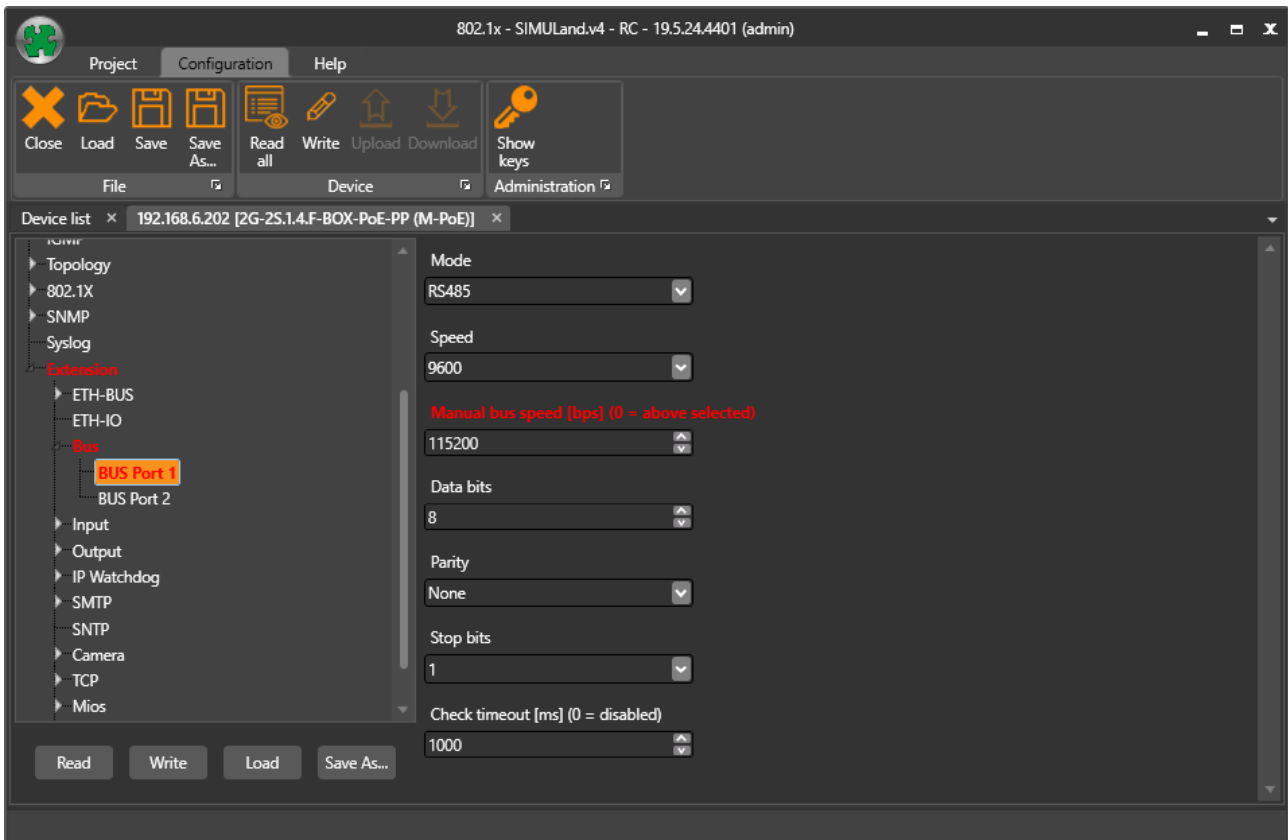 802.1x - SIMULand.v4 - RC - 19.5.24.4401 (admin)
Project Configuration Help
Close Load Save Save As... Read all Write Upload Download Show keys
File Device Administration
Device list × 192.168.6.202 [2G-2S.1.4.F-BOX-PoE-PP (M-PoE)] ×
IGMP
Topology
802.1X
SNMP
Syslog
Extension
ETH-BUS
ETH-IO
Bus
BUS Port 1
BUS Port 2
Input
Output
IP Watchdog
SMTP
SNTP
Camera
TCP
Mios
Read Write Load Save As...
Mode
RS485
Speed
9600
Manual bus speed [bps] (0 = above selected)
115200
Data bits
8
Parity
None
Stop bits
1
Check timeout [ms] (0 = disabled)
1000